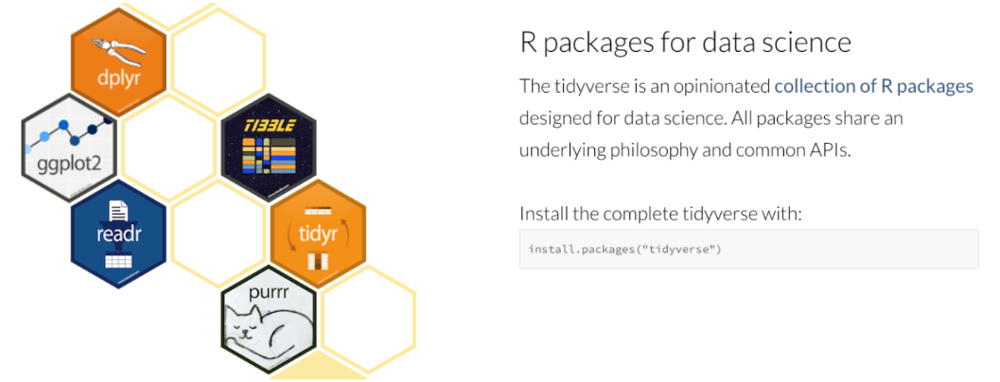 dplyr
ggplot2
TIBBLE
readr
tidyr
purrr
R packages for data science
The tidyverse is an opinionated collection of R packages
designed for data science. All packages share an
underlying philosophy and common APIs.
Install the complete tidyverse with:
install.packages("tidyverse")